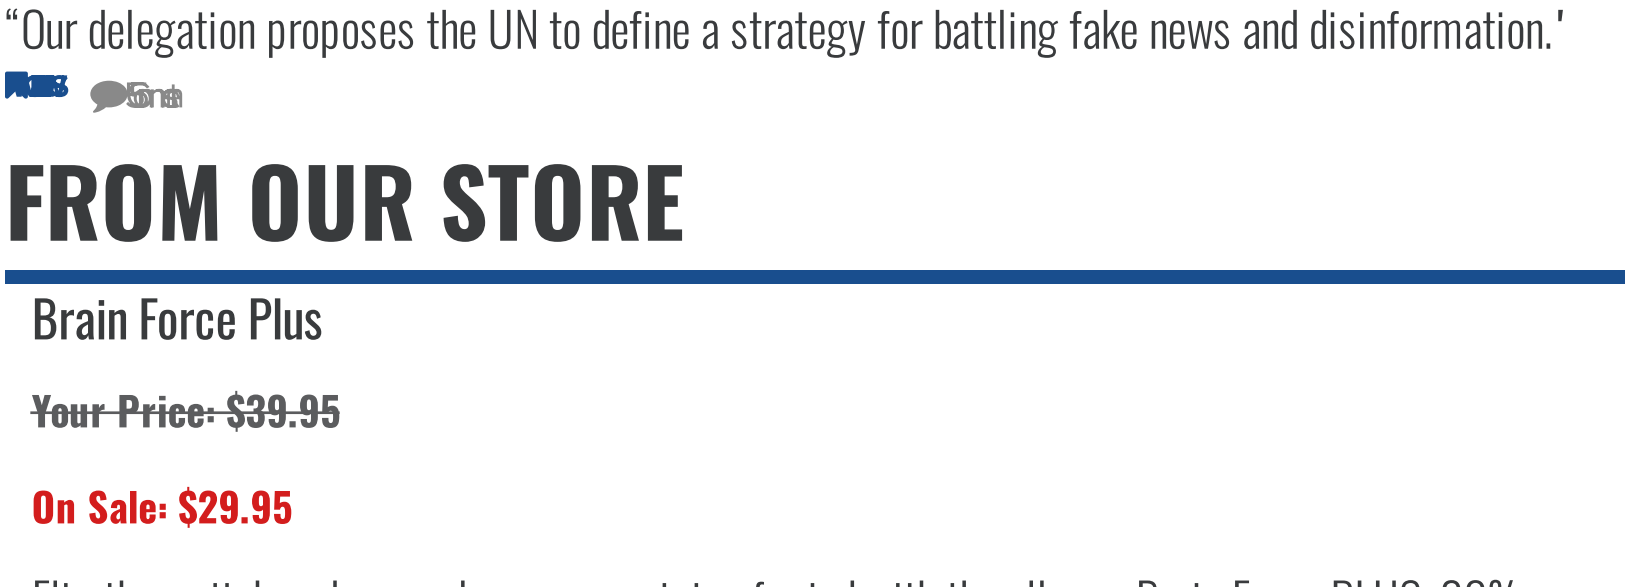 “Our delegation proposes the UN to define a strategy for battling fake news and disinformation.'
FROM OUR STORE
Brain Force Plus
Your Price: $39.95
On Sale: $29.95